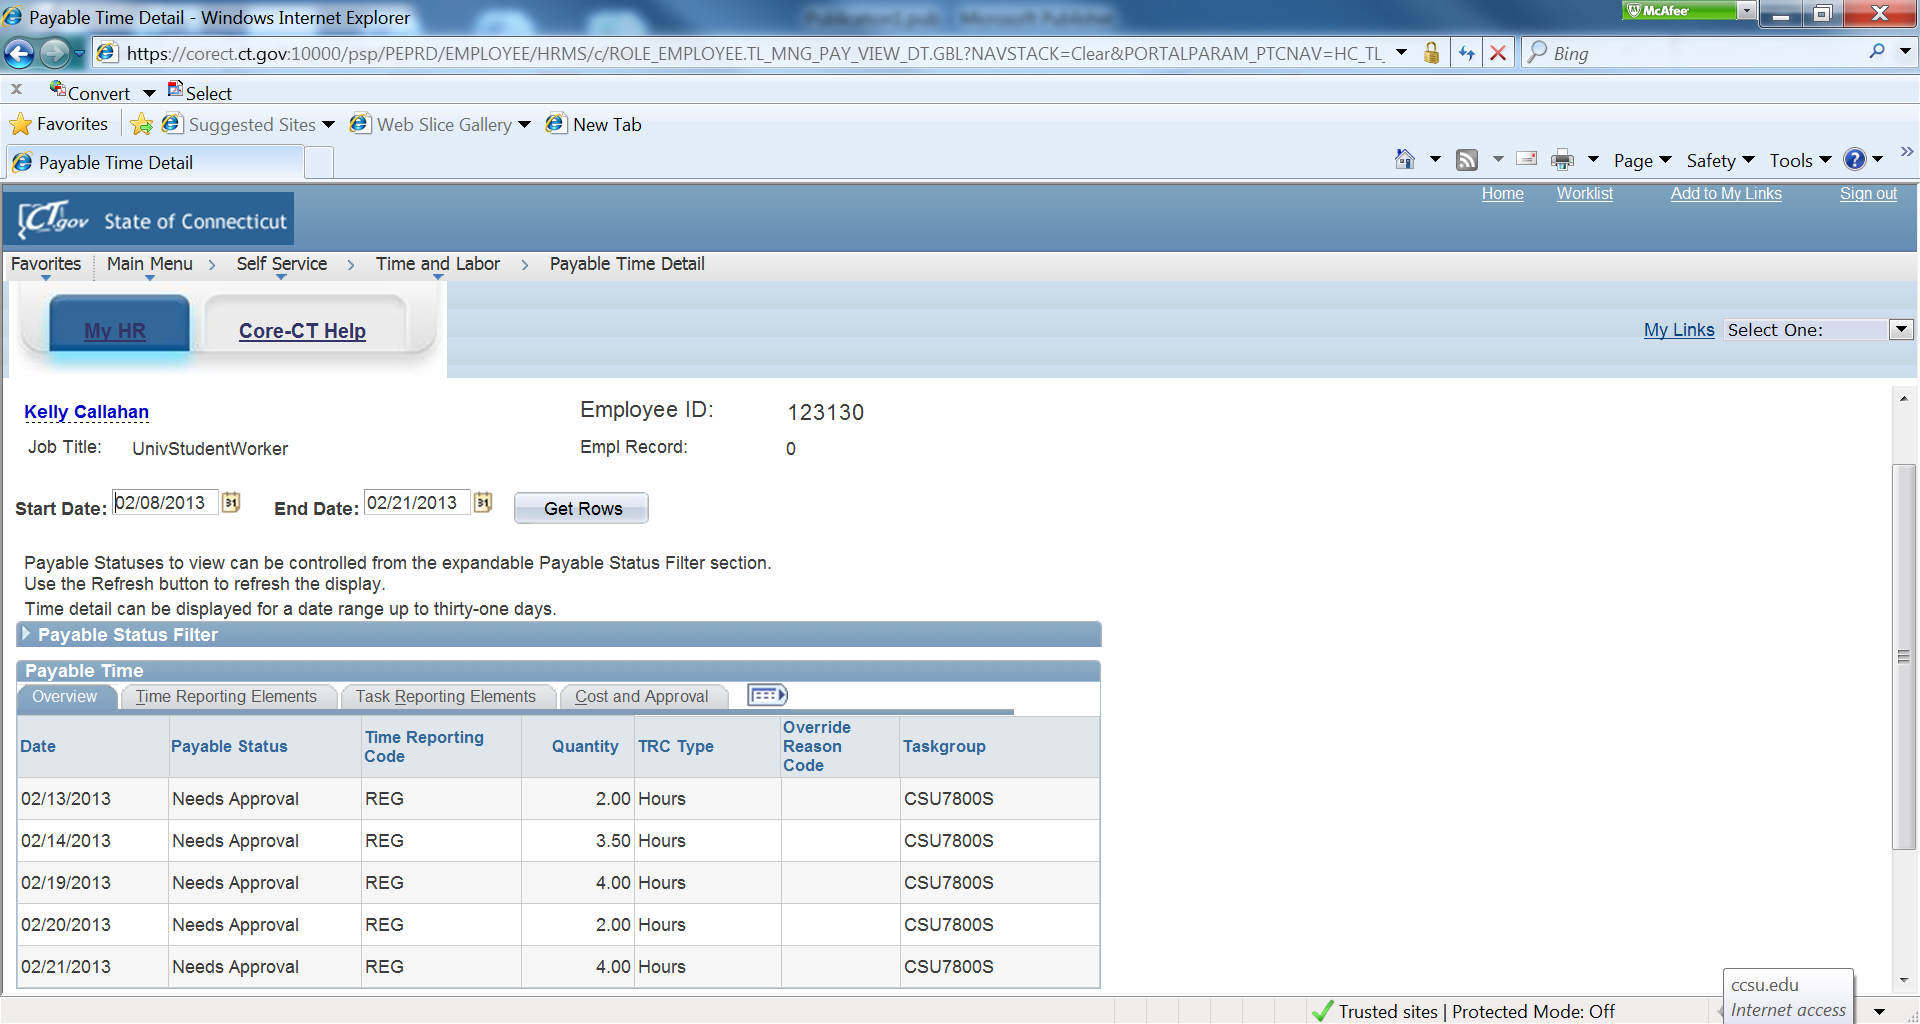 Payable Time Detail - Windows Internet Explorer
McAfee
https://corect.ct.gov:10000/psp/PEPRD/EMPLOYEE/HRMS/c/ROLE_EMPLOYEE.TL_MNG_PAY_VIEW_DT.GBL?NAVSTACK=Clear&PORTALPARAM_PTCNAV=HC_TL_
Bing
x Convert Select
Favorites Suggested Sites Web Slice Gallery New Tab
Payable Time Detail
Page Safety Tools
Home Worklist Add to My Links Sign out
CT.gov State of Connecticut
Favorites Main Menu > Self Service > Time and Labor > Payable Time Detail
My HR Core-CT Help
My Links Select One:
Kelly Callahan Employee ID: 123130
Job Title: UnivStudentWorker Empl Record: 0
Start Date: 02/08/2013 31 End Date: 02/21/2013 31 Get Rows
Payable Statuses to view can be controlled from the expandable Payable Status Filter section.
Use the Refresh button to refresh the display.
Time detail can be displayed for a date range up to thirty-one days.
Payable Status Filter
Payable Time
Overview Time Reporting Elements Task Reporting Elements Cost and Approval
Date Payable Status Time Reporting Code Quantity TRC Type Override Reason Code Taskgroup
02/13/2013 Needs Approval REG 2.00 Hours CSU7800S
02/14/2013 Needs Approval REG 3.50 Hours CSU7800S
02/19/2013 Needs Approval REG 4.00 Hours CSU7800S
02/20/2013 Needs Approval REG 2.00 Hours CSU7800S
02/21/2013 Needs Approval REG 4.00 Hours CSU7800S
ccsu.edu
Internet access
Trusted sites | Protected Mode: Off